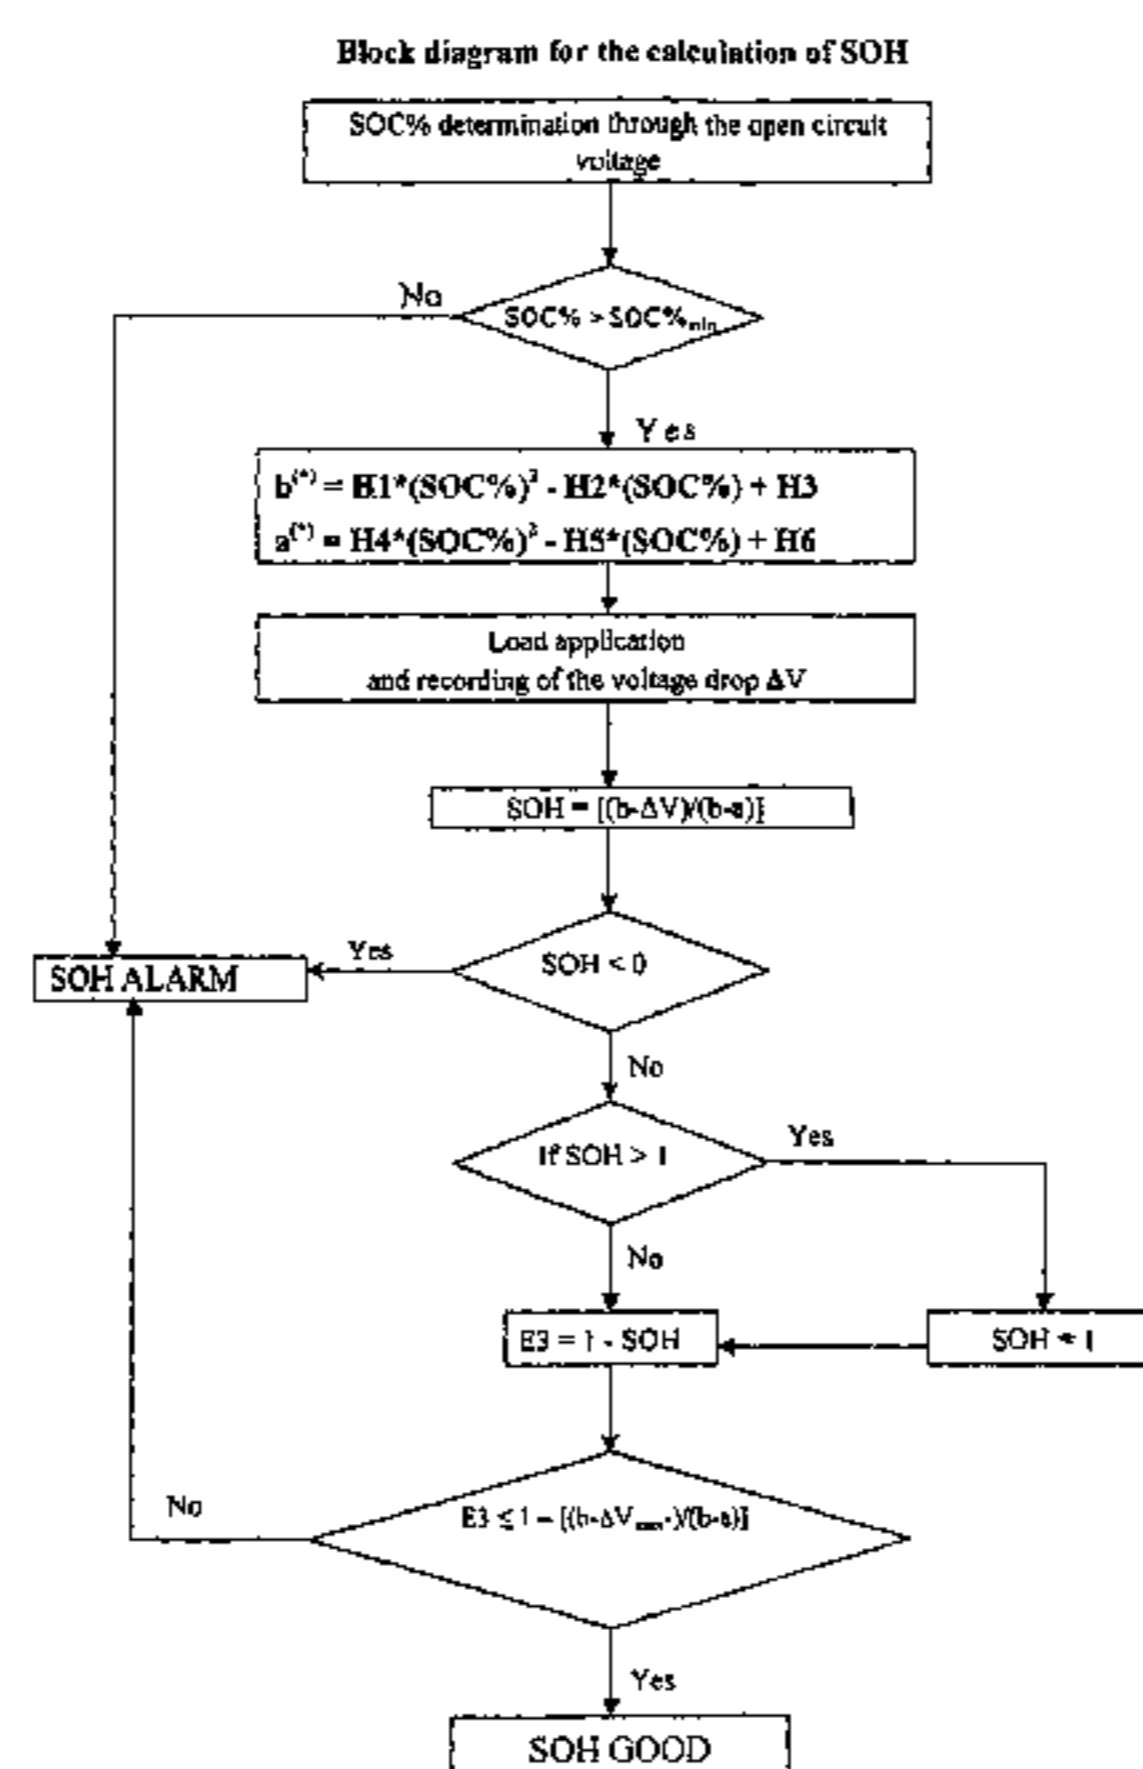 Block diagram for the calculation of SOH
SOC% determination through the open circuit
voltage
No
SOC% > SOC%min
Yes
b(*) = H1*(SOC%)² - H2*(SOC%) + H3
a(*) = H4*(SOC%)² - H5*(SOC%) + H6
Load application
and recording of the voltage drop ΔV
SOH = [(b-ΔV)/(b-a)]
Yes
SOH < 0
SOH ALARM
No
If SOH > 1
Yes
No
E3 = 1 - SOH
SOH = 1
No
E3 ≤ 1 – [(b-ΔVmax-)/(b-a)]
Yes
SOH GOOD